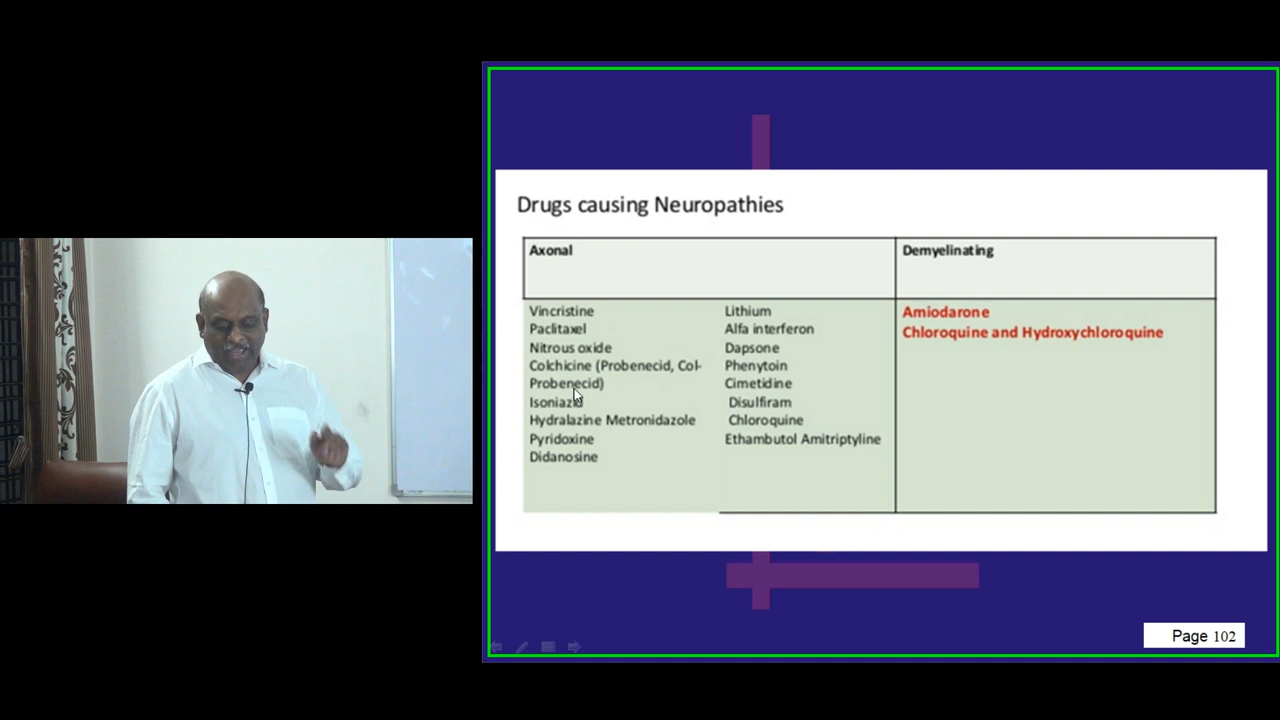 Drugs causing Neuropathies
Axonal
Demyelinating
Vincristine
Paclitaxel
Nitrous oxide
Colchicine (Probenecid, Col-
Probenecid)
Isoniazid
Hydralazine Metronidazole
Pyridoxine
Didanosine
Lithium
Alfa interferon
Dapsone
Phenytoin
Cimetidine
Disulfiram
Chloroquine
Ethambutol Amitriptyline
Amiodarone
Chloroquine and Hydroxychloroquine
Page 102